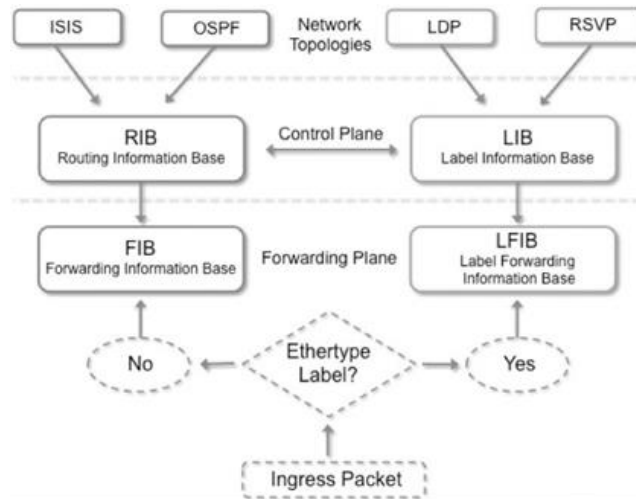 ISIS
OSPF
Network
Topologies
LDP
RSVP
RIB
Routing Information Base
Control Plane
LIB
Label Information Base
FIB
Forwarding Information Base
Forwarding Plane
LFIB
Label Forwarding
Information Base
No
Ethertype
Label?
Yes
Ingress Packet